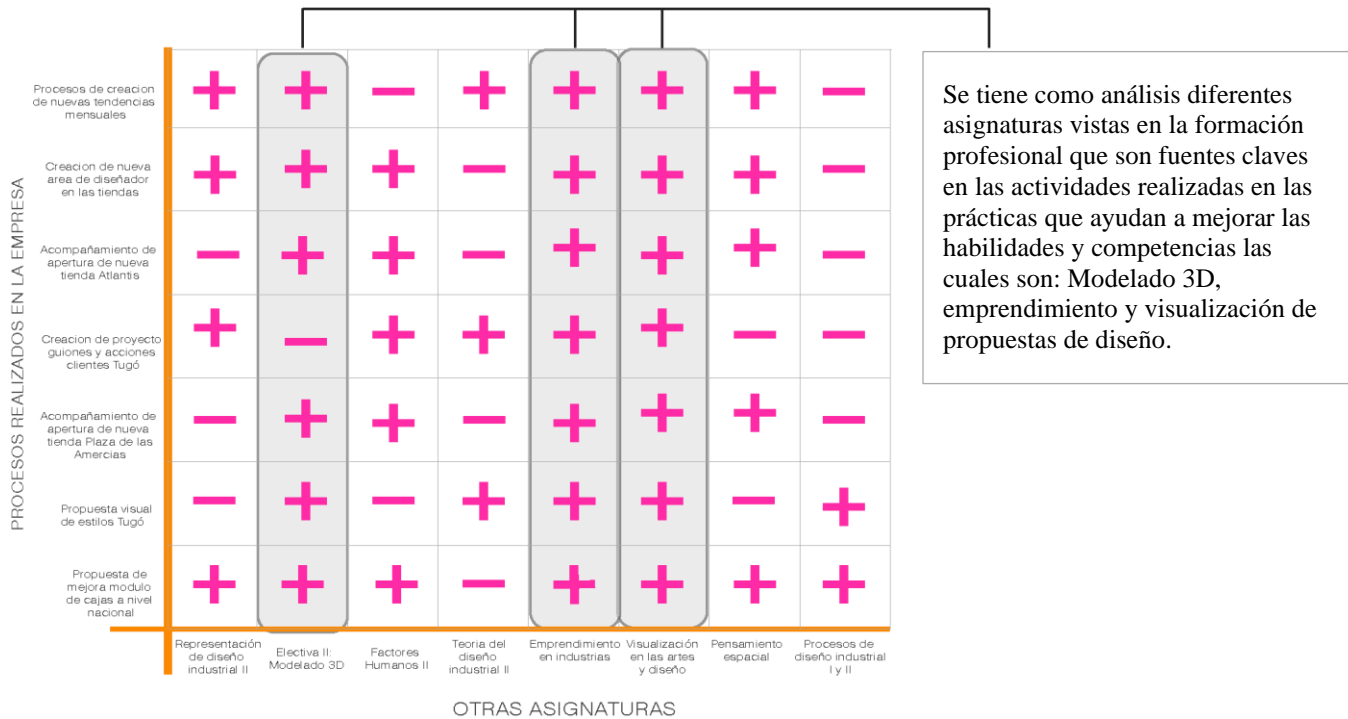 PROCESOS REALIZADOS EN LA EMPRESA
Procesos de creacion
de nuevas tendencias
mensuales
+ + — + + + + —
Creacion de nueva
area de diseñador
en las tiendas
+ + + — + + + —
Acompañamiento de
apertura de nueva
tienda Atlantis
— + + — + + + —
Creacion de proyecto
guiones y acciones
clientes Tugó
+ — + + + + — —
Acompañamiento de
apertura de nueva
tienda Plaza de las
Amercias
— + + — + + + —
Propuesta visual
de estilos Tugó
— + — + + + — +
Propuesta de
mejora modulo
de cajas a nivel
nacional
+ + + — + + + +
Representación
de diseño
industrial II
Electiva II:
Modelado 3D
Factores
Humanos II
Teoria del
diseño
industrial II
Emprendimiento
en industrias
Visualización
en las artes
y diseño
Pensamiento
espacial
Procesos de
diseño industrial
I y II
OTRAS ASIGNATURAS
Se tiene como análisis diferentes
asignaturas vistas en la formación
profesional que son fuentes claves
en las actividades realizadas en las
prácticas que ayudan a mejorar las
habilidades y competencias las
cuales son: Modelado 3D,
emprendimiento y visualización de
propuestas de diseño.